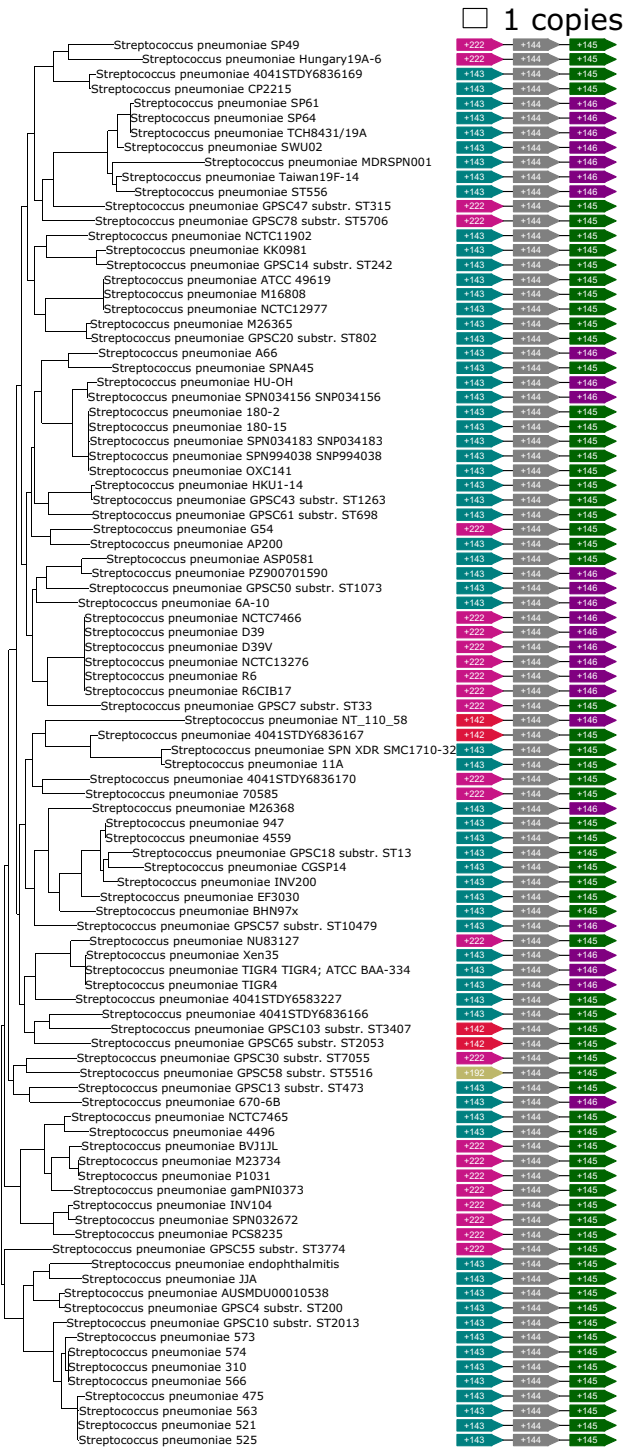 1 copies
Streptococcus pneumoniae SP49 +222 +144 +145
Streptococcus pneumoniae Hungary19A-6 +222 +144 +145
Streptococcus pneumoniae 4041STDY6836169 +143 +144 +145
Streptococcus pneumoniae CP2215 +143 +144 +145
Streptococcus pneumoniae SP61 +143 +144 +146
Streptococcus pneumoniae SP64 +143 +144 +146
Streptococcus pneumoniae TCH8431/19A +143 +144 +146
Streptococcus pneumoniae SWU02 +143 +144 +146
Streptococcus pneumoniae MDRSPN001 +143 +144 +146
Streptococcus pneumoniae Taiwan19F-14 +143 +144 +146
Streptococcus pneumoniae ST556 +143 +144 +146
Streptococcus pneumoniae GPSC47 substr. ST315 +222 +144 +145
Streptococcus pneumoniae GPSC78 substr. ST5706 +222 +144 +145
Streptococcus pneumoniae NCTC11902 +143 +144 +145
Streptococcus pneumoniae KK0981 +143 +144 +145
Streptococcus pneumoniae GPSC14 substr. ST242 +143 +144 +145
Streptococcus pneumoniae ATCC 49619 +143 +144 +145
Streptococcus pneumoniae M16808 +143 +144 +145
Streptococcus pneumoniae NCTC12977 +143 +144 +145
Streptococcus pneumoniae M26365 +143 +144 +145
Streptococcus pneumoniae GPSC20 substr. ST802 +143 +144 +145
Streptococcus pneumoniae A66 +143 +144 +146
Streptococcus pneumoniae SPNA45 +143 +144 +145
Streptococcus pneumoniae HU-OH +143 +144 +146
Streptococcus pneumoniae SPN034156 SNP034156 +143 +144 +146
Streptococcus pneumoniae 180-2 +143 +144 +145
Streptococcus pneumoniae 180-15 +143 +144 +145
Streptococcus pneumoniae SPN034183 SNP034183 +143 +144 +145
Streptococcus pneumoniae SPN994038 SNP994038 +143 +144 +145
Streptococcus pneumoniae OXC141 +143 +144 +145
Streptococcus pneumoniae HKU1-14 +143 +144 +145
Streptococcus pneumoniae GPSC43 substr. ST1263 +143 +144 +145
Streptococcus pneumoniae GPSC61 substr. ST698 +143 +144 +145
Streptococcus pneumoniae G54 +222 +144 +145
Streptococcus pneumoniae AP200 +143 +144 +145
Streptococcus pneumoniae ASP0581 +143 +144 +145
Streptococcus pneumoniae PZ900701590 +143 +144 +146
Streptococcus pneumoniae GPSC50 substr. ST1073 +143 +144 +146
Streptococcus pneumoniae 6A-10 +143 +144 +146
Streptococcus pneumoniae NCTC7466 +222 +144 +146
Streptococcus pneumoniae D39 +222 +144 +146
Streptococcus pneumoniae D39V +222 +144 +146
Streptococcus pneumoniae NCTC13276 +222 +144 +146
Streptococcus pneumoniae R6 +222 +144 +146
Streptococcus pneumoniae R6CIB17 +222 +144 +146
Streptococcus pneumoniae GPSC7 substr. ST33 +222 +144 +145
Streptococcus pneumoniae NT_110_58 +142 +144 +146
Streptococcus pneumoniae 4041STDY6836167 +142 +144 +145
Streptococcus pneumoniae SPN XDR SMC1710-32 +143 +144 +145
Streptococcus pneumoniae 11A +143 +144 +145
Streptococcus pneumoniae 4041STDY6836170 +222 +144 +145
Streptococcus pneumoniae 70585 +222 +144 +145
Streptococcus pneumoniae M26368 +143 +144 +146
Streptococcus pneumoniae 947 +143 +144 +145
Streptococcus pneumoniae 4559 +143 +144 +145
Streptococcus pneumoniae GPSC18 substr. ST13 +143 +144 +145
Streptococcus pneumoniae CGSP14 +143 +144 +145
Streptococcus pneumoniae INV200 +143 +144 +145
Streptococcus pneumoniae EF3030 +143 +144 +145
Streptococcus pneumoniae BHN97x +143 +144 +145
Streptococcus pneumoniae GPSC57 substr. ST10479 +143 +144 +146
Streptococcus pneumoniae NU83127 +222 +144 +145
Streptococcus pneumoniae Xen35 +143 +144 +146
Streptococcus pneumoniae TIGR4 TIGR4; ATCC BAA-334 +143 +144 +146
Streptococcus pneumoniae TIGR4 +143 +144 +146
Streptococcus pneumoniae 4041STDY6583227 +143 +144 +145
Streptococcus pneumoniae 4041STDY6836166 +143 +144 +145
Streptococcus pneumoniae GPSC103 substr. ST3407 +142 +144 +145
Streptococcus pneumoniae GPSC65 substr. ST2053 +142 +144 +145
Streptococcus pneumoniae GPSC30 substr. ST7055 +222 +144 +145
Streptococcus pneumoniae GPSC58 substr. ST5516 +192 +144 +145
Streptococcus pneumoniae GPSC13 substr. ST473 +143 +144 +145
Streptococcus pneumoniae 670-6B +143 +144 +146
Streptococcus pneumoniae NCTC7465 +143 +144 +145
Streptococcus pneumoniae 4496 +143 +144 +145
Streptococcus pneumoniae BVJ1JL +222 +144 +145
Streptococcus pneumoniae M23734 +222 +144 +145
Streptococcus pneumoniae P1031 +222 +144 +145
Streptococcus pneumoniae gamPNI0373 +222 +144 +145
Streptococcus pneumoniae INV104 +222 +144 +145
Streptococcus pneumoniae SPN032672 +222 +144 +145
Streptococcus pneumoniae PCS8235 +222 +144 +145
Streptococcus pneumoniae GPSC55 substr. ST3774 +222 +144 +145
Streptococcus pneumoniae endophthalmitis +143 +144 +145
Streptococcus pneumoniae JJA +143 +144 +145
Streptococcus pneumoniae AUSMDU00010538 +143 +144 +145
Streptococcus pneumoniae GPSC4 substr. ST200 +143 +144 +145
Streptococcus pneumoniae GPSC10 substr. ST2013 +143 +144 +145
Streptococcus pneumoniae 573 +143 +144 +145
Streptococcus pneumoniae 574 +143 +144 +145
Streptococcus pneumoniae 310 +143 +144 +145
Streptococcus pneumoniae 566 +143 +144 +145
Streptococcus pneumoniae 475 +143 +144 +145
Streptococcus pneumoniae 563 +143 +144 +145
Streptococcus pneumoniae 521 +143 +144 +145
Streptococcus pneumoniae 525 +143 +144 +145